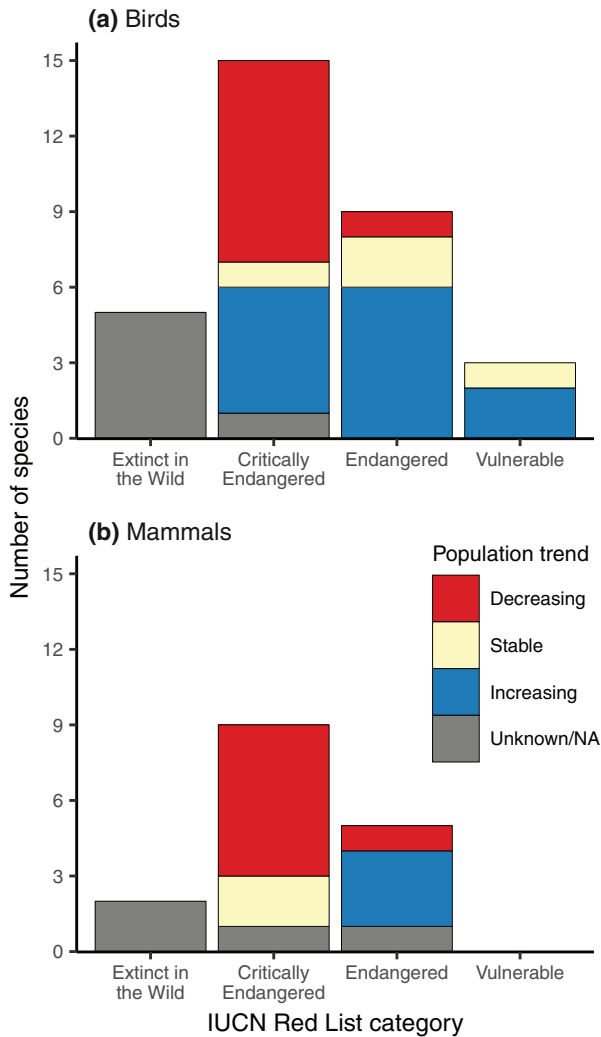 (a) Birds
15
12
9
6
3
0
Extinct in
the Wild
Critically
Endangered
Endangered
Vulnerable
Number of species
(b) Mammals
15
12
9
6
3
0
Population trend
Decreasing
Stable
Increasing
Unknown/NA
Extinct in
the Wild
Critically
Endangered
Endangered
Vulnerable
IUCN Red List category